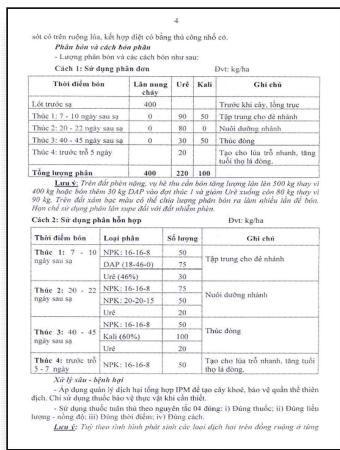 4
sót cỏ trên ruộng lúa, kết hợp diệt cỏ bằng thủ công nhổ cỏ.
Phân bón và cách bón phân
- Lượng phân bón và các cách bón như sau:
Cách 1: Sử dụng phân đơn Đvt: kg/ha
Thời điểm bón Lân nung chảy Urê Kali Ghi chú
Lót trước sạ 400 Trước khi cày, lồng trục
Thúc 1: 7 - 10 ngày sau sạ 0 90 50 Tập trung cho đẻ nhánh
Thúc 2: 20 - 22 ngày sau sạ 0 80 0 Nuôi dưỡng nhánh
Thúc 3: 40 - 45 ngày sau sạ 0 30 50 Thúc đòng
Thúc 4: trước trỗ 5 ngày 20 Tạo cho lúa trỗ nhanh, tăng
tuổi thọ lá đòng.
Tổng lượng phân 400 220 100
Lưu ý: Trên đất phèn nặng, vụ hè thu cần bón tăng lượng lân lên 500 kg thay vì
400 kg hoặc bón thêm 30 kg DAP vào đợt thúc 1 và giảm Urê xuống còn 80 kg thay vì
90 kg. Trên đất xám bạc màu có thể chia lượng phân bón ra làm nhiều lần để bón.
Hạn chế sử dụng phân lân supe đối với đất nhiễm phèn.
Cách 2: Sử dụng phân hỗn hợp Đvt: kg/ha
Thời điểm bón Loại phân Số lượng Ghi chú
Thúc 1: 7 - 10
ngày sau sạ
NPK: 16-16-8 50
DAP (18-46-0) 75
Urê (46%) 30
Tập trung cho đẻ nhánh
Thúc 2: 20 - 22
ngày sau sạ
NPK: 16-16-8 75
NPK: 20-20-15 50
Urê 20
Nuôi dưỡng nhánh
Thúc 3: 40 - 45
ngày sau sạ
NPK: 16-16-8 50
Kali (60%) 100
Urê 20
Thúc đòng
Thúc 4: trước trỗ
5 - 7 ngày
NPK: 16-16-8 50
Tạo cho lúa trỗ nhanh, tăng tuổi
thọ lá đòng.
Xử lý sâu - bệnh hại
- Áp dụng quản lý dịch hại tổng hợp IPM để tạo cây khoẻ, bảo vệ quần thể thiên
địch. Chỉ sử dụng thuốc bảo vệ thực vật khi cần thiết.
- Sử dụng thuốc tuân thủ theo nguyên tắc 04 đúng: i) Đúng thuốc; ii) Đúng liều
lượng - nồng độ; iii) Đúng thời điểm; iv) Đúng cách.
Lưu ý: Tuỳ theo tình hình phát sinh các loại dịch hại trên đồng ruộng ở từng